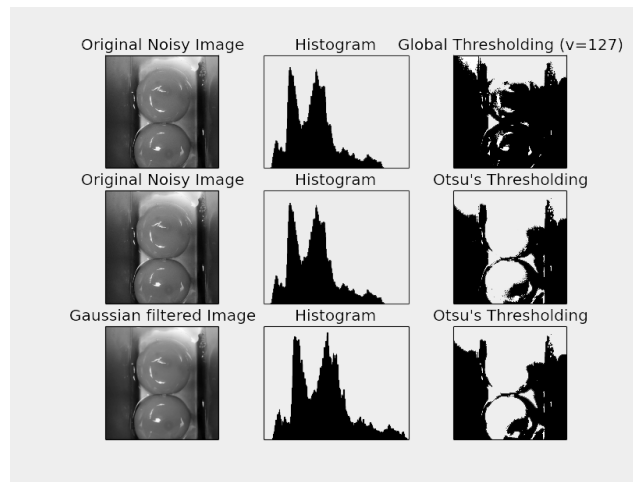 Original Noisy Image
Histogram
Global Thresholding (v=127)
Original Noisy Image
Histogram
Otsu's Thresholding
Gaussian filtered Image
Histogram
Otsu's Thresholding